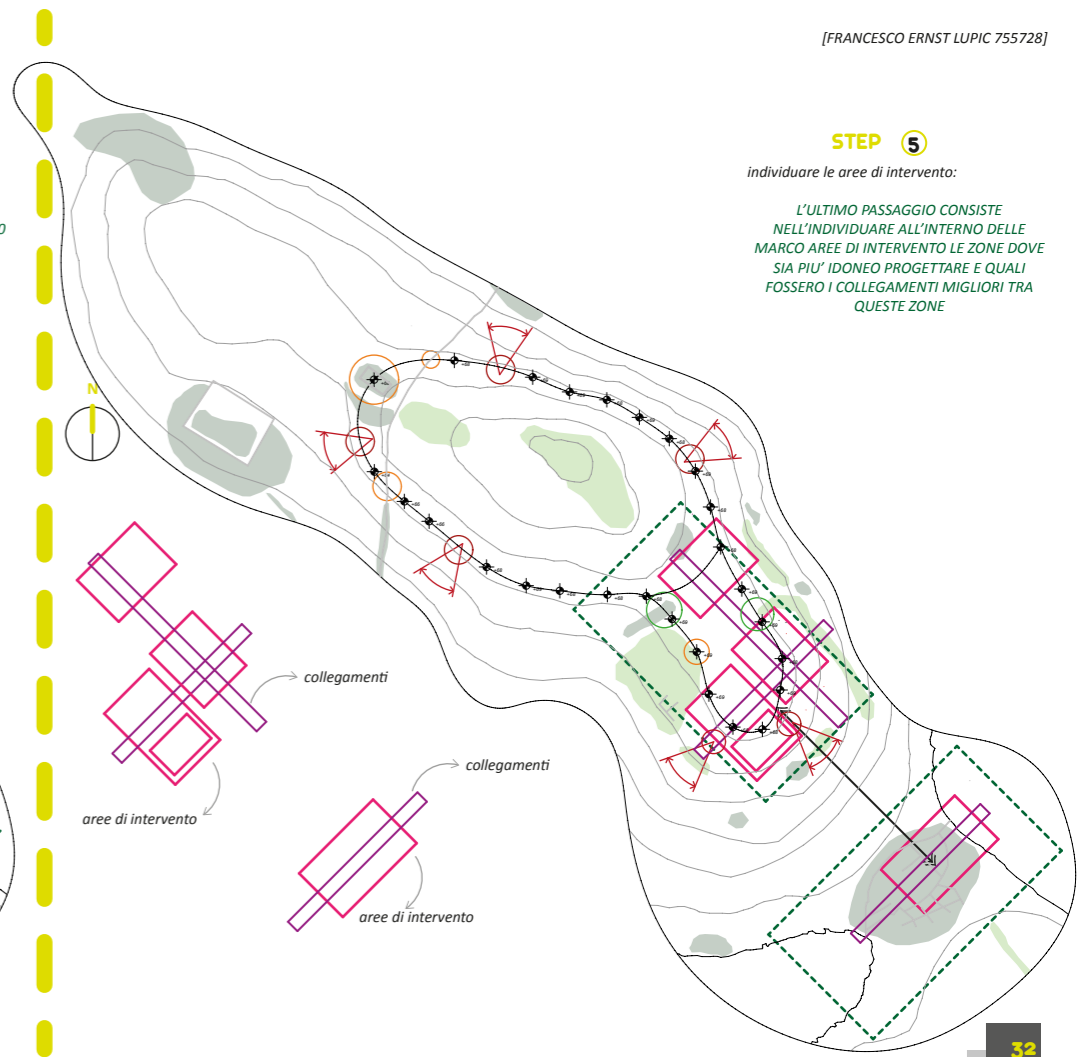 [FRANCESCO ERNST LUPIC 755728]
STEP 5
individuare le aree di intervento:
L'ULTIMO PASSAGGIO CONSISTE
NELL'INDIVIDUARE ALL'INTERNO DELLE
MARCO AREE DI INTERVENTO LE ZONE DOVE
SIA PIU' IDONEO PROGETTARE E QUALI
FOSSERO I COLLEGAMENTI MIGLIORI TRA
QUESTE ZONE
N
collegamenti
collegamenti
aree di intervento
aree di intervento
32